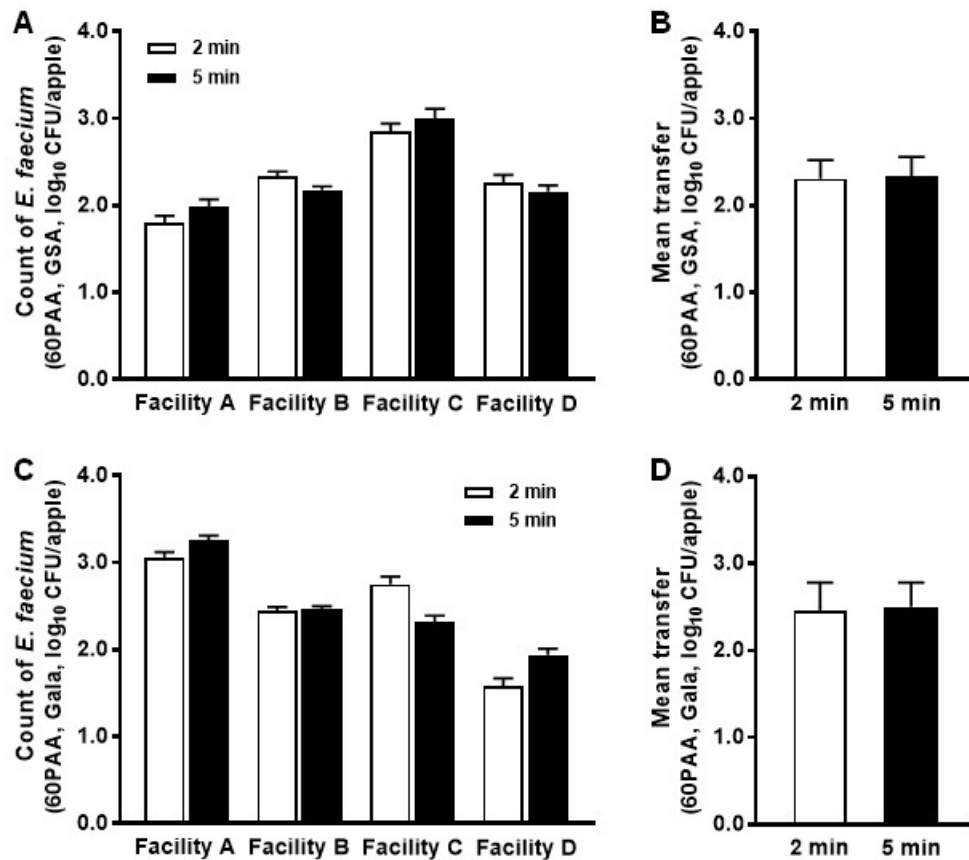 A
Count of E. faecium
(60PAA, GSA, log10 CFU/apple)
4.0
3.0
2.0
1.0
0.0
2 min
5 min
Facility A Facility B Facility C Facility D
B
Mean transfer
(60PAA, GSA, log10 CFU/apple)
4.0
3.0
2.0
1.0
0.0
2 min 5 min
C
Count of E. faecium
(60PAA, Gala, log10 CFU/apple)
4.0
3.0
2.0
1.0
0.0
2 min
5 min
Facility A Facility B Facility C Facility D
D
Mean transfer
(60PAA, Gala, log10 CFU/apple)
4.0
3.0
2.0
1.0
0.0
2 min 5 min